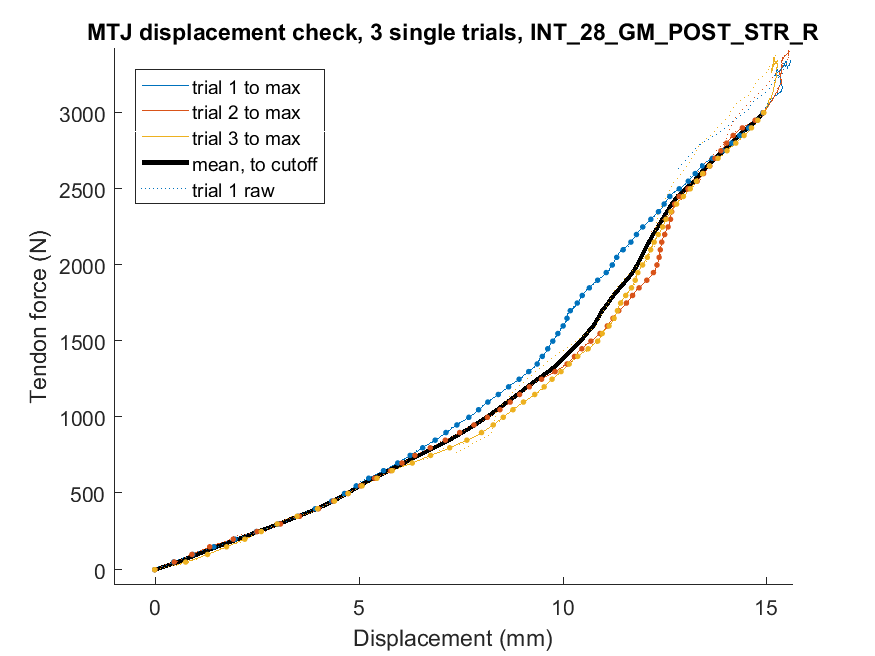 MTJ displacement check, 3 single trials, INT_28_GM_POST_STR_R
trial 1 to max
trial 2 to max
trial 3 to max
mean, to cutoff
trial 1 raw
Tendon force (N)
3000
2500
2000
1500
1000
500
0
0 5 10 15
Displacement (mm)